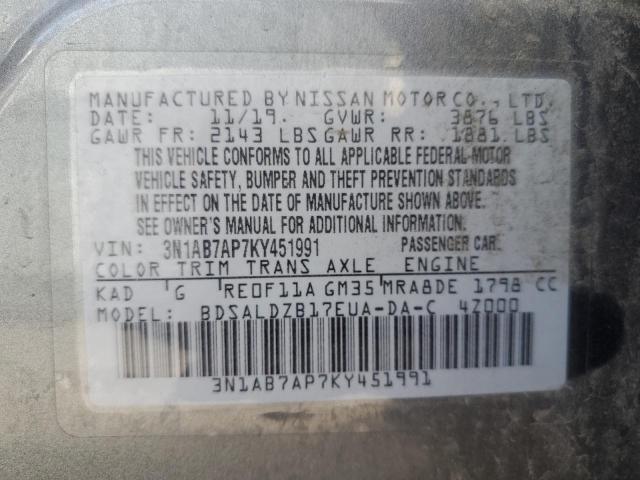 MANUFACTURED BY NISSAN MOTOR CO., LTD.
DATE: 11/19. GVWR: 3876 LBS
GAWR FR: 2143 LBS GAWR RR: 1881 LBS
THIS VEHICLE CONFORMS TO ALL APPLICABLE FEDERAL MOTOR
VEHICLE SAFETY, BUMPER AND THEFT PREVENTION STANDARDS
IN EFFECT ON THE DATE OF MANUFACTURE SHOWN ABOVE.
SEE OWNER'S MANUAL FOR ADDITIONAL INFORMATION.
VIN: 3N1AB7AP7KY451991 PASSENGER CAR
COLOR TRIM TRANS AXLE ENGINE
KAD G RE0F11A GM35 MRA8DE 1798 CC
MODEL: BDSALDZB17EUA-DA-C 4Z000
3N1AB7AP7KY451991